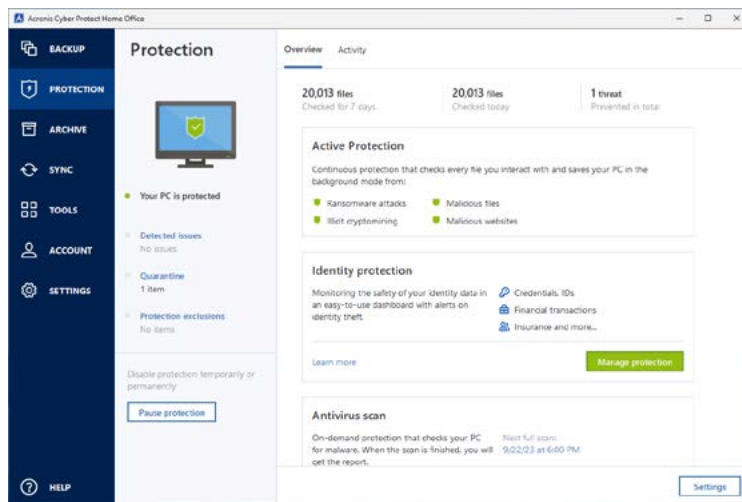 Acronis Cyber Protect Home Office
BACKUP
PROTECTION
ARCHIVE
SYNC
TOOLS
ACCOUNT
SETTINGS
HELP
Protection
Your PC is protected
Detected issues
No issues
Quarantine
1 item
Protection exclusions
No items
Disable protection temporarily or
permanently
Pause protection
Overview Activity
20,013 files
Checked for 7 days
20,013 files
Checked today
1 threat
Prevented in total
Active Protection
Continuous protection that checks every file you interact with and saves your PC in the
background mode from:
Ransomware attacks
Malicious files
Illicit cryptomining
Malicious websites
Identity protection
Monitoring the safety of your identity data in
an easy-to-use dashboard with alerts on
identity theft.
Credentials, IDs
Financial transactions
Insurance and more...
Learn more
Manage protection
Antivirus scan
On-demand protection that checks your PC
for malware. When the scan is finished, you will
get the report.
Next full scan:
9/22/23 at 6:00 PM
Settings